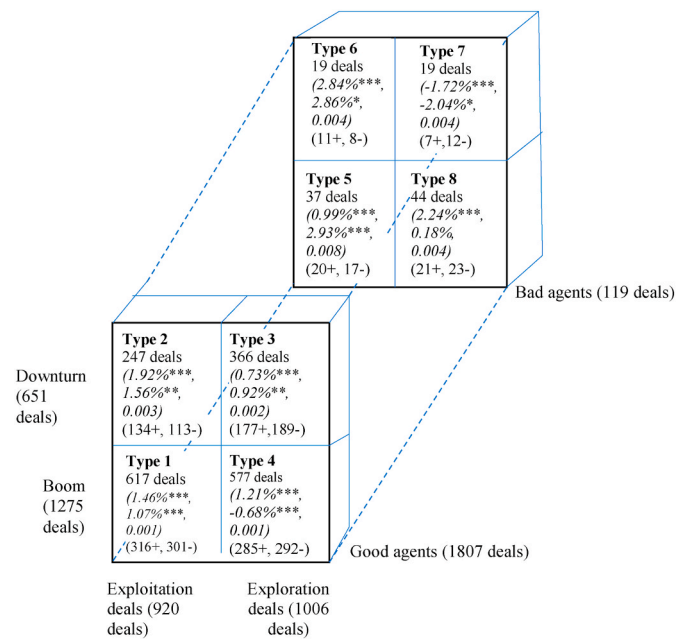 Type 6
19 deals
(2.84%***,
2.86%*,
0.004)
(11+, 8-)
Type 7
19 deals
(-1.72%***,
-2.04%*,
0.004)
(7+,12-)
Type 5
37 deals
(0.99%***,
2.93%***,
0.008)
(20+, 17-)
Type 8
44 deals
(2.24%***,
0.18%,
0.004)
(21+, 23-)
Bad agents (119 deals)
Type 2
247 deals
(1.92%***,
1.56%**,
0.003)
(134+, 113-)
Type 3
366 deals
(0.73%***,
0.92%**,
0.002)
(177+,189-)
Downturn
(651
deals)
Type 1
617 deals
(1.46%***,
1.07%***,
0.001)
(316+, 301-)
Type 4
577 deals
(1.21%***,
-0.68%***,
0.001)
(285+, 292-)
Boom
(1275
deals)
Good agents (1807 deals)
Exploitation
deals (920
deals)
Exploration
deals (1006
deals)